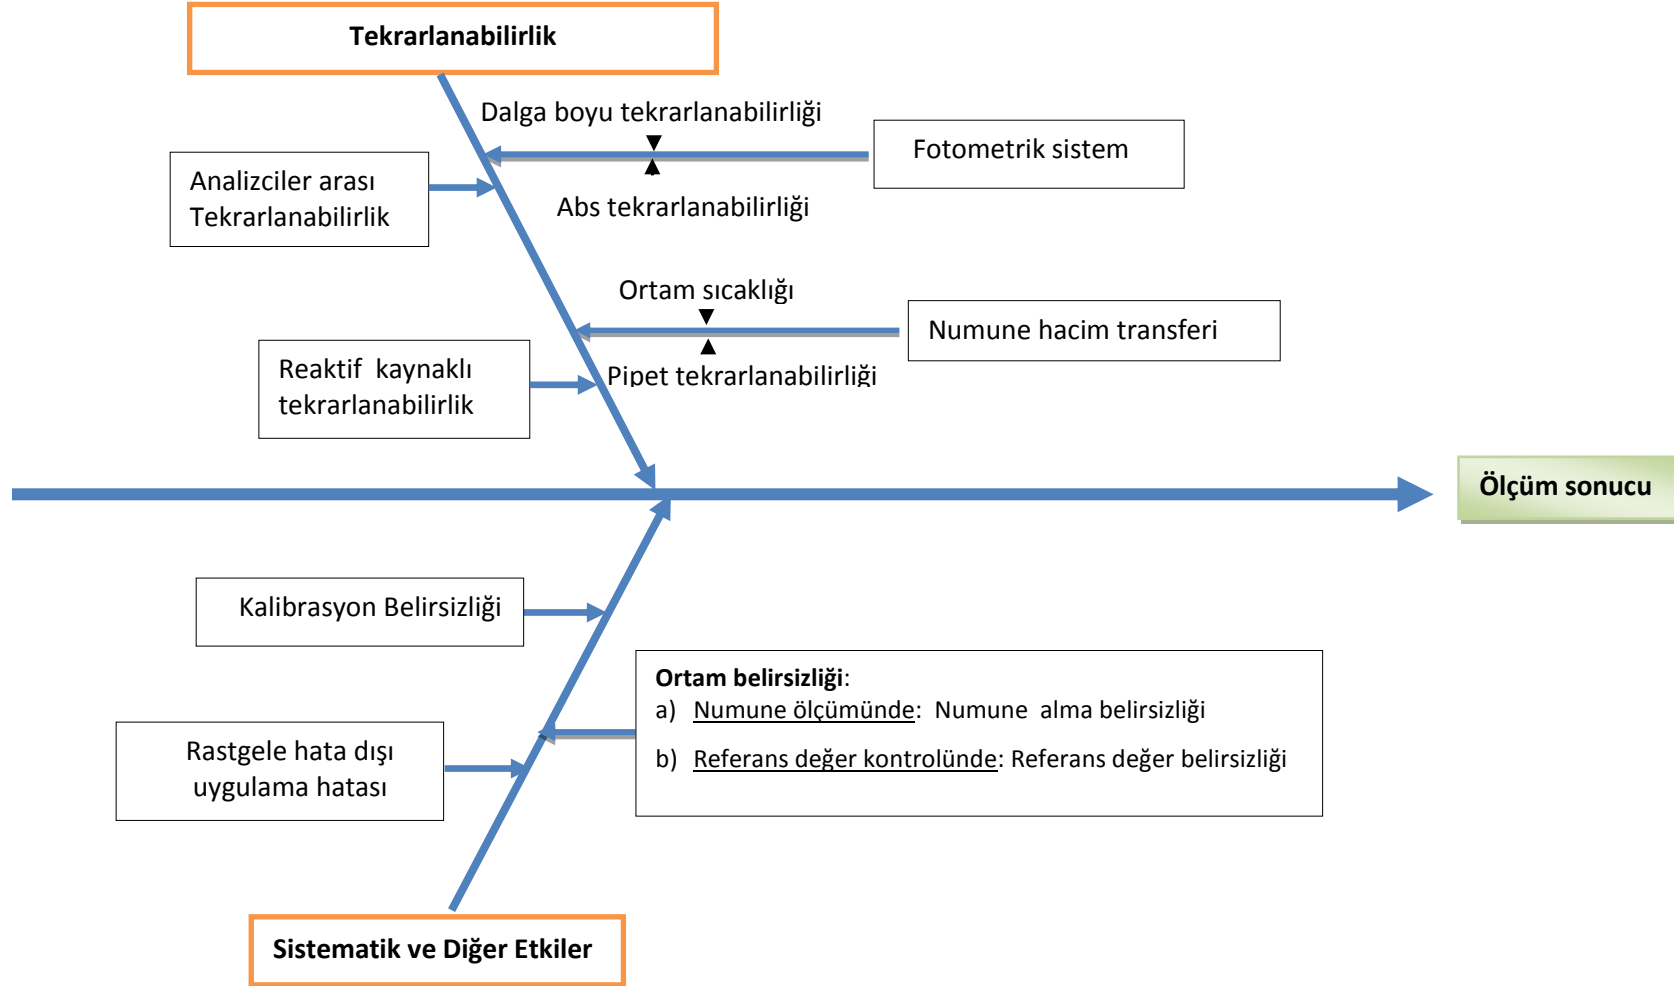 Tekrarlanabilirlik
Dalga boyu tekrarlanabilirliği
Fotometrik sistem
Analizciler arası
Tekrarlanabilirlik
Abs tekrarlanabilirliği
Ortam sıcaklığı
Numune hacim transferi
Reaktif kaynaklı
tekrarlanabilirlik
Pipet tekrarlanabilirliği
Ölçüm sonucu
Kalibrasyon Belirsizliği
Ortam belirsizliği:
a) Numune ölçümünde: Numune alma belirsizliği
b) Referans değer kontrolünde: Referans değer belirsizliği
Rastgele hata dışı
uygulama hatası
Sistematik ve Diğer Etkiler